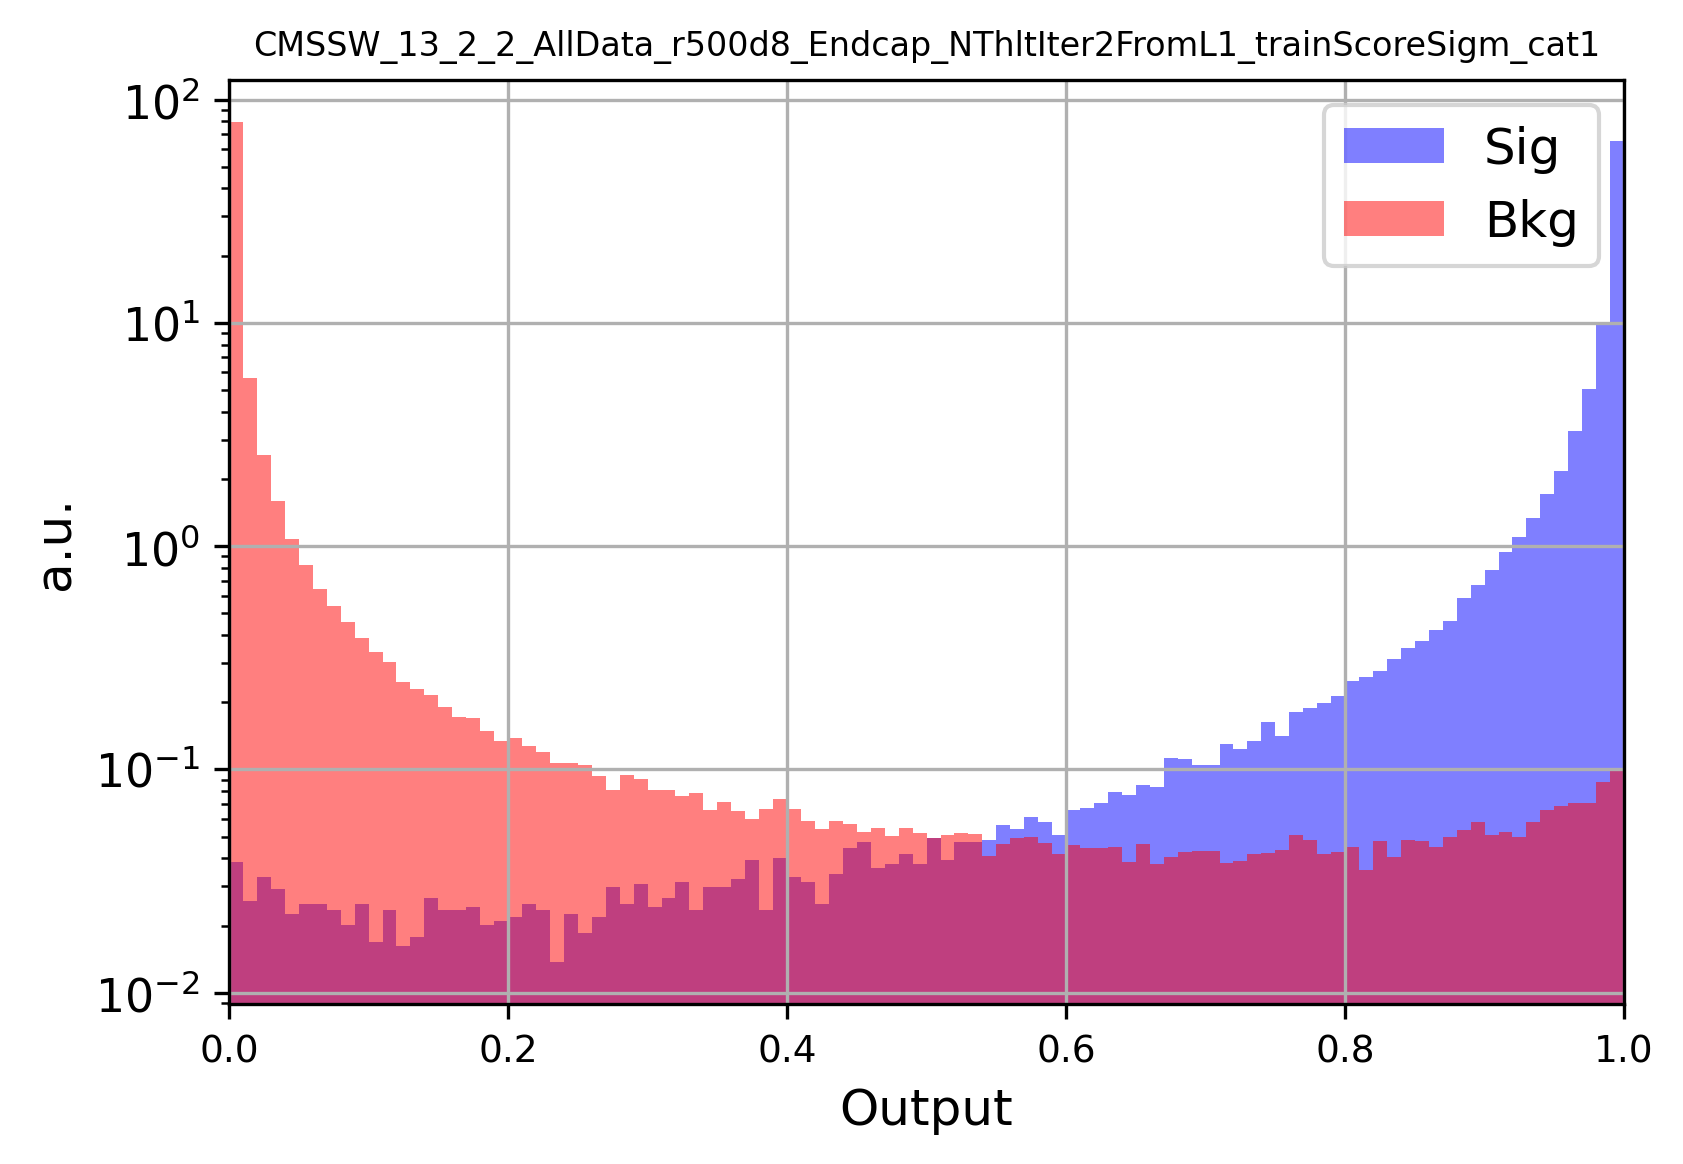 CMSSW_13_2_2_AllData_r500d8_Endcap_NThltIter2FromL1_trainScoreSigm_cat1
10²
10¹
10⁰
10⁻¹
10⁻²
a.u.
Sig
Bkg
0.0 0.2 0.4 0.6 0.8 1.0
Output